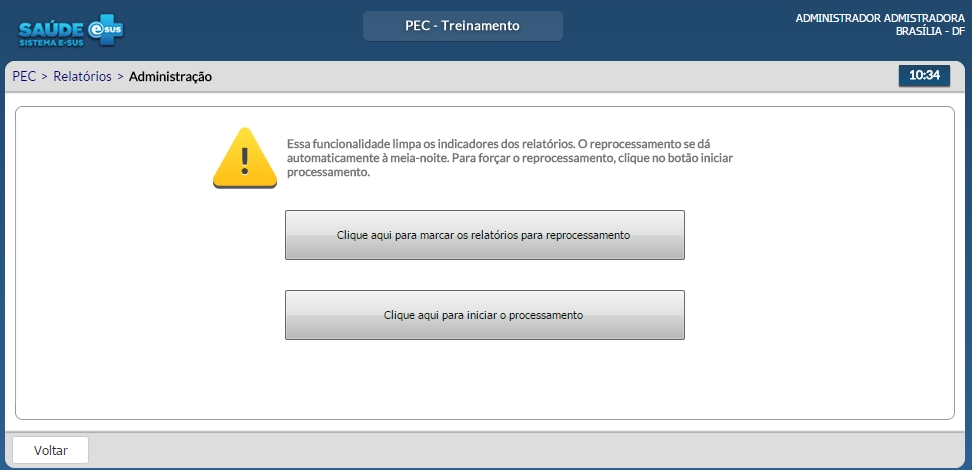 SAÚDE e-sus
SISTEMA E-SUS
PEC - Treinamento
ADMINISTRADOR ADMISTRADORA
BRASÍLIA - DF
PEC > Relatórios > Administração
10:34
!
Essa funcionalidade limpa os indicadores dos relatórios. O reprocessamento se dá
automaticamente à meia-noite. Para forçar o reprocessamento, clique no botão iniciar
processamento.
Clique aqui para marcar os relatórios para reprocessamento
Clique aqui para iniciar o processamento
Voltar